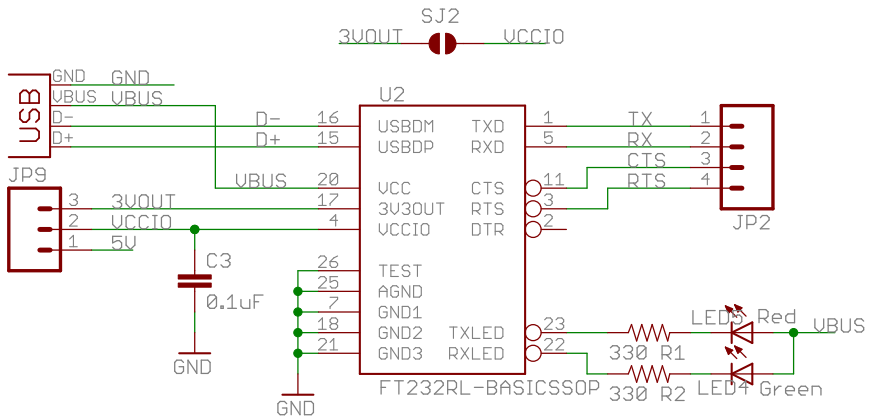 SJ2
3VOUT VCCIO
USB
GND GND
VBUS VBUS
D- D-
D+ D+
JP9
3 3VOUT
2 VCCIO
1 5V
VBUS
C3
0.1uF
GND
GND
U2
16 USBDM TXD 1
15 USBDP RXD 5
20 VCC CTS 11
17 3V3OUT RTS 3
4 VCCIO DTR 2
26 TEST
25 AGND
7 GND1
18 GND2 TXLED 23
21 GND3 RXLED 22
FT232RL-BASICSSOP
TX 1
RX 2
CTS 3
RTS 4
JP2
330 R1
LED3 Red
VBUS
330 R2
LED4 Green